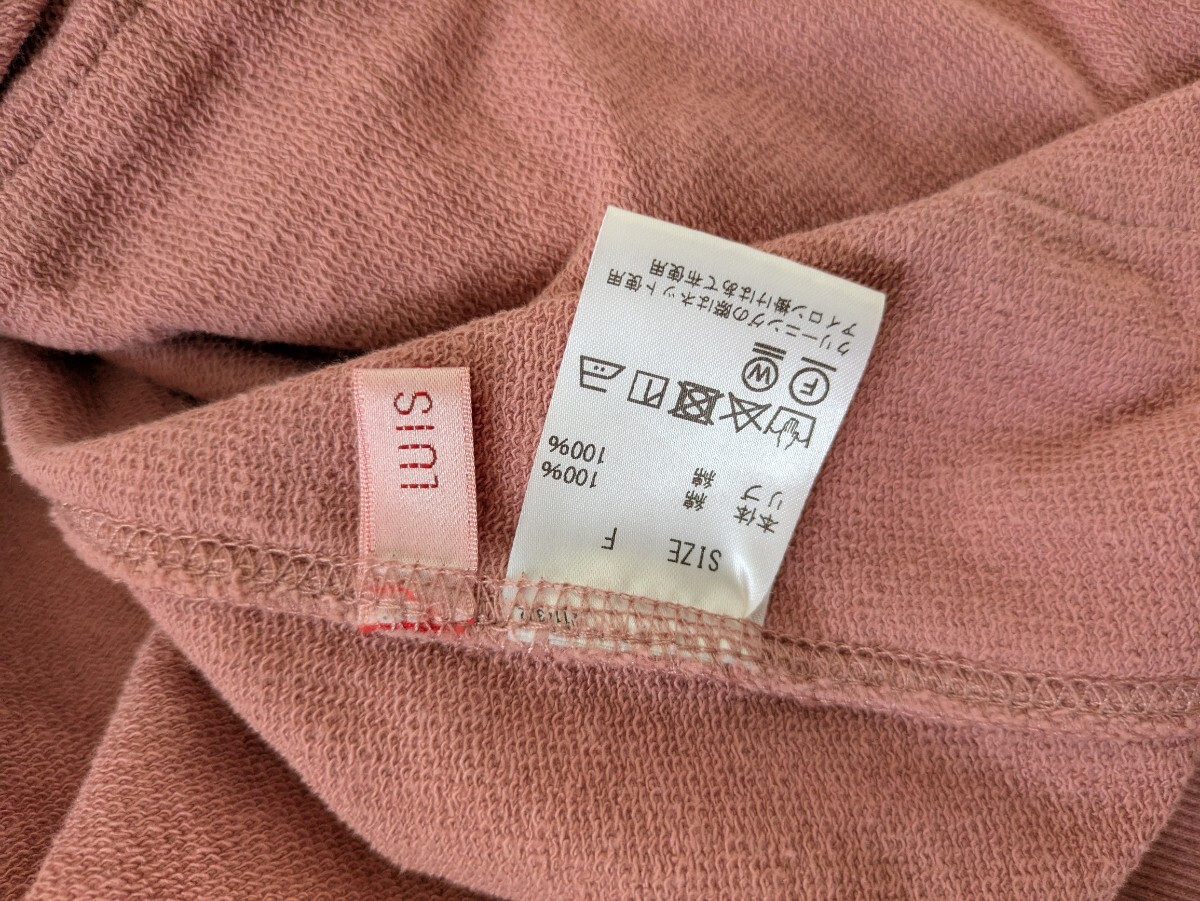 LUIS
SIZE F
本体 綿 100%
リブ 綿 100%
F
W
クリーニングの際はネット使用
アイロン掛けはあて布使用